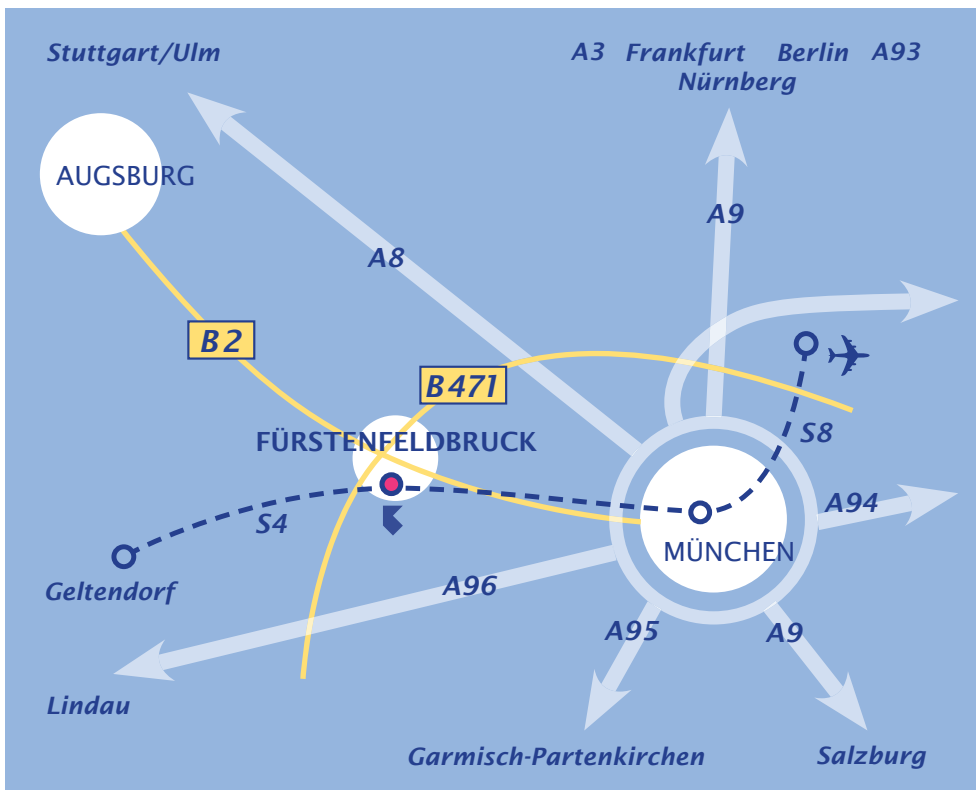 Stuttgart/Ulm
A3 Frankfurt Berlin A93
Nürnberg
AUGSBURG
A9
A8
B2
B471
FÜRSTENFELDBRUCK
S8
A94
S4
MÜNCHEN
Geltendorf
A96
A95
A9
Lindau
Garmisch-Partenkirchen
Salzburg